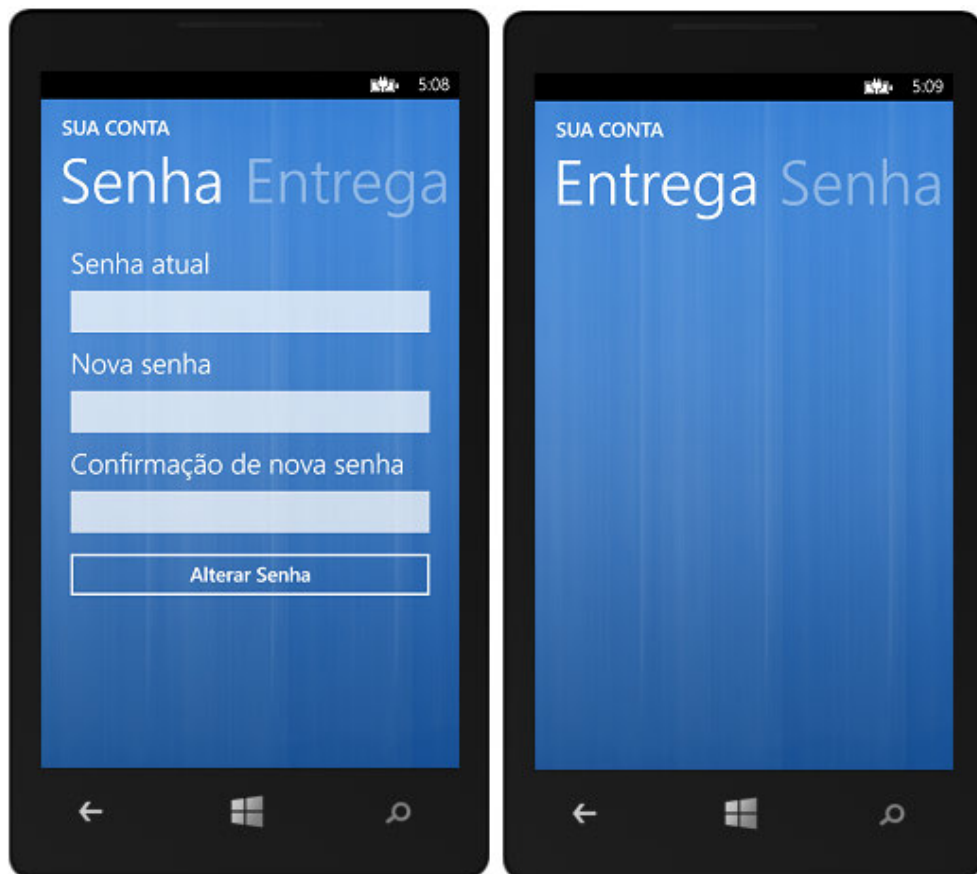 5:08
SUA CONTA
Senha Entrega
Senha atual
Nova senha
Confirmação de nova senha
Alterar Senha
5:09
SUA CONTA
Entrega Senha